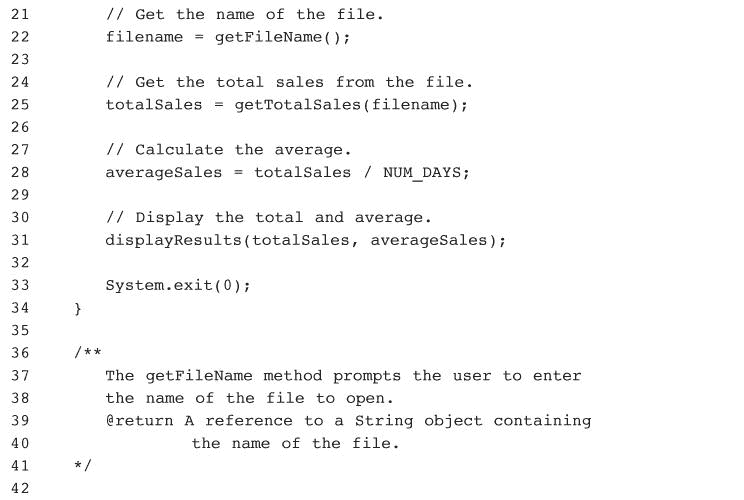 21 // Get the name of the file.
22 filename = getFileName();
23
24 // Get the total sales from the file.
25 totalSales = getTotalSales(filename);
26
27 // Calculate the average.
28 averageSales = totalSales / NUM_DAYS;
29
30 // Display the total and average.
31 displayResults(totalSales, averageSales);
32
33 System.exit(0);
34 }
35
36 /**
37 The getFileName method prompts the user to enter
38 the name of the file to open.
39 @return A reference to a String object containing
40 the name of the file.
41 */
42